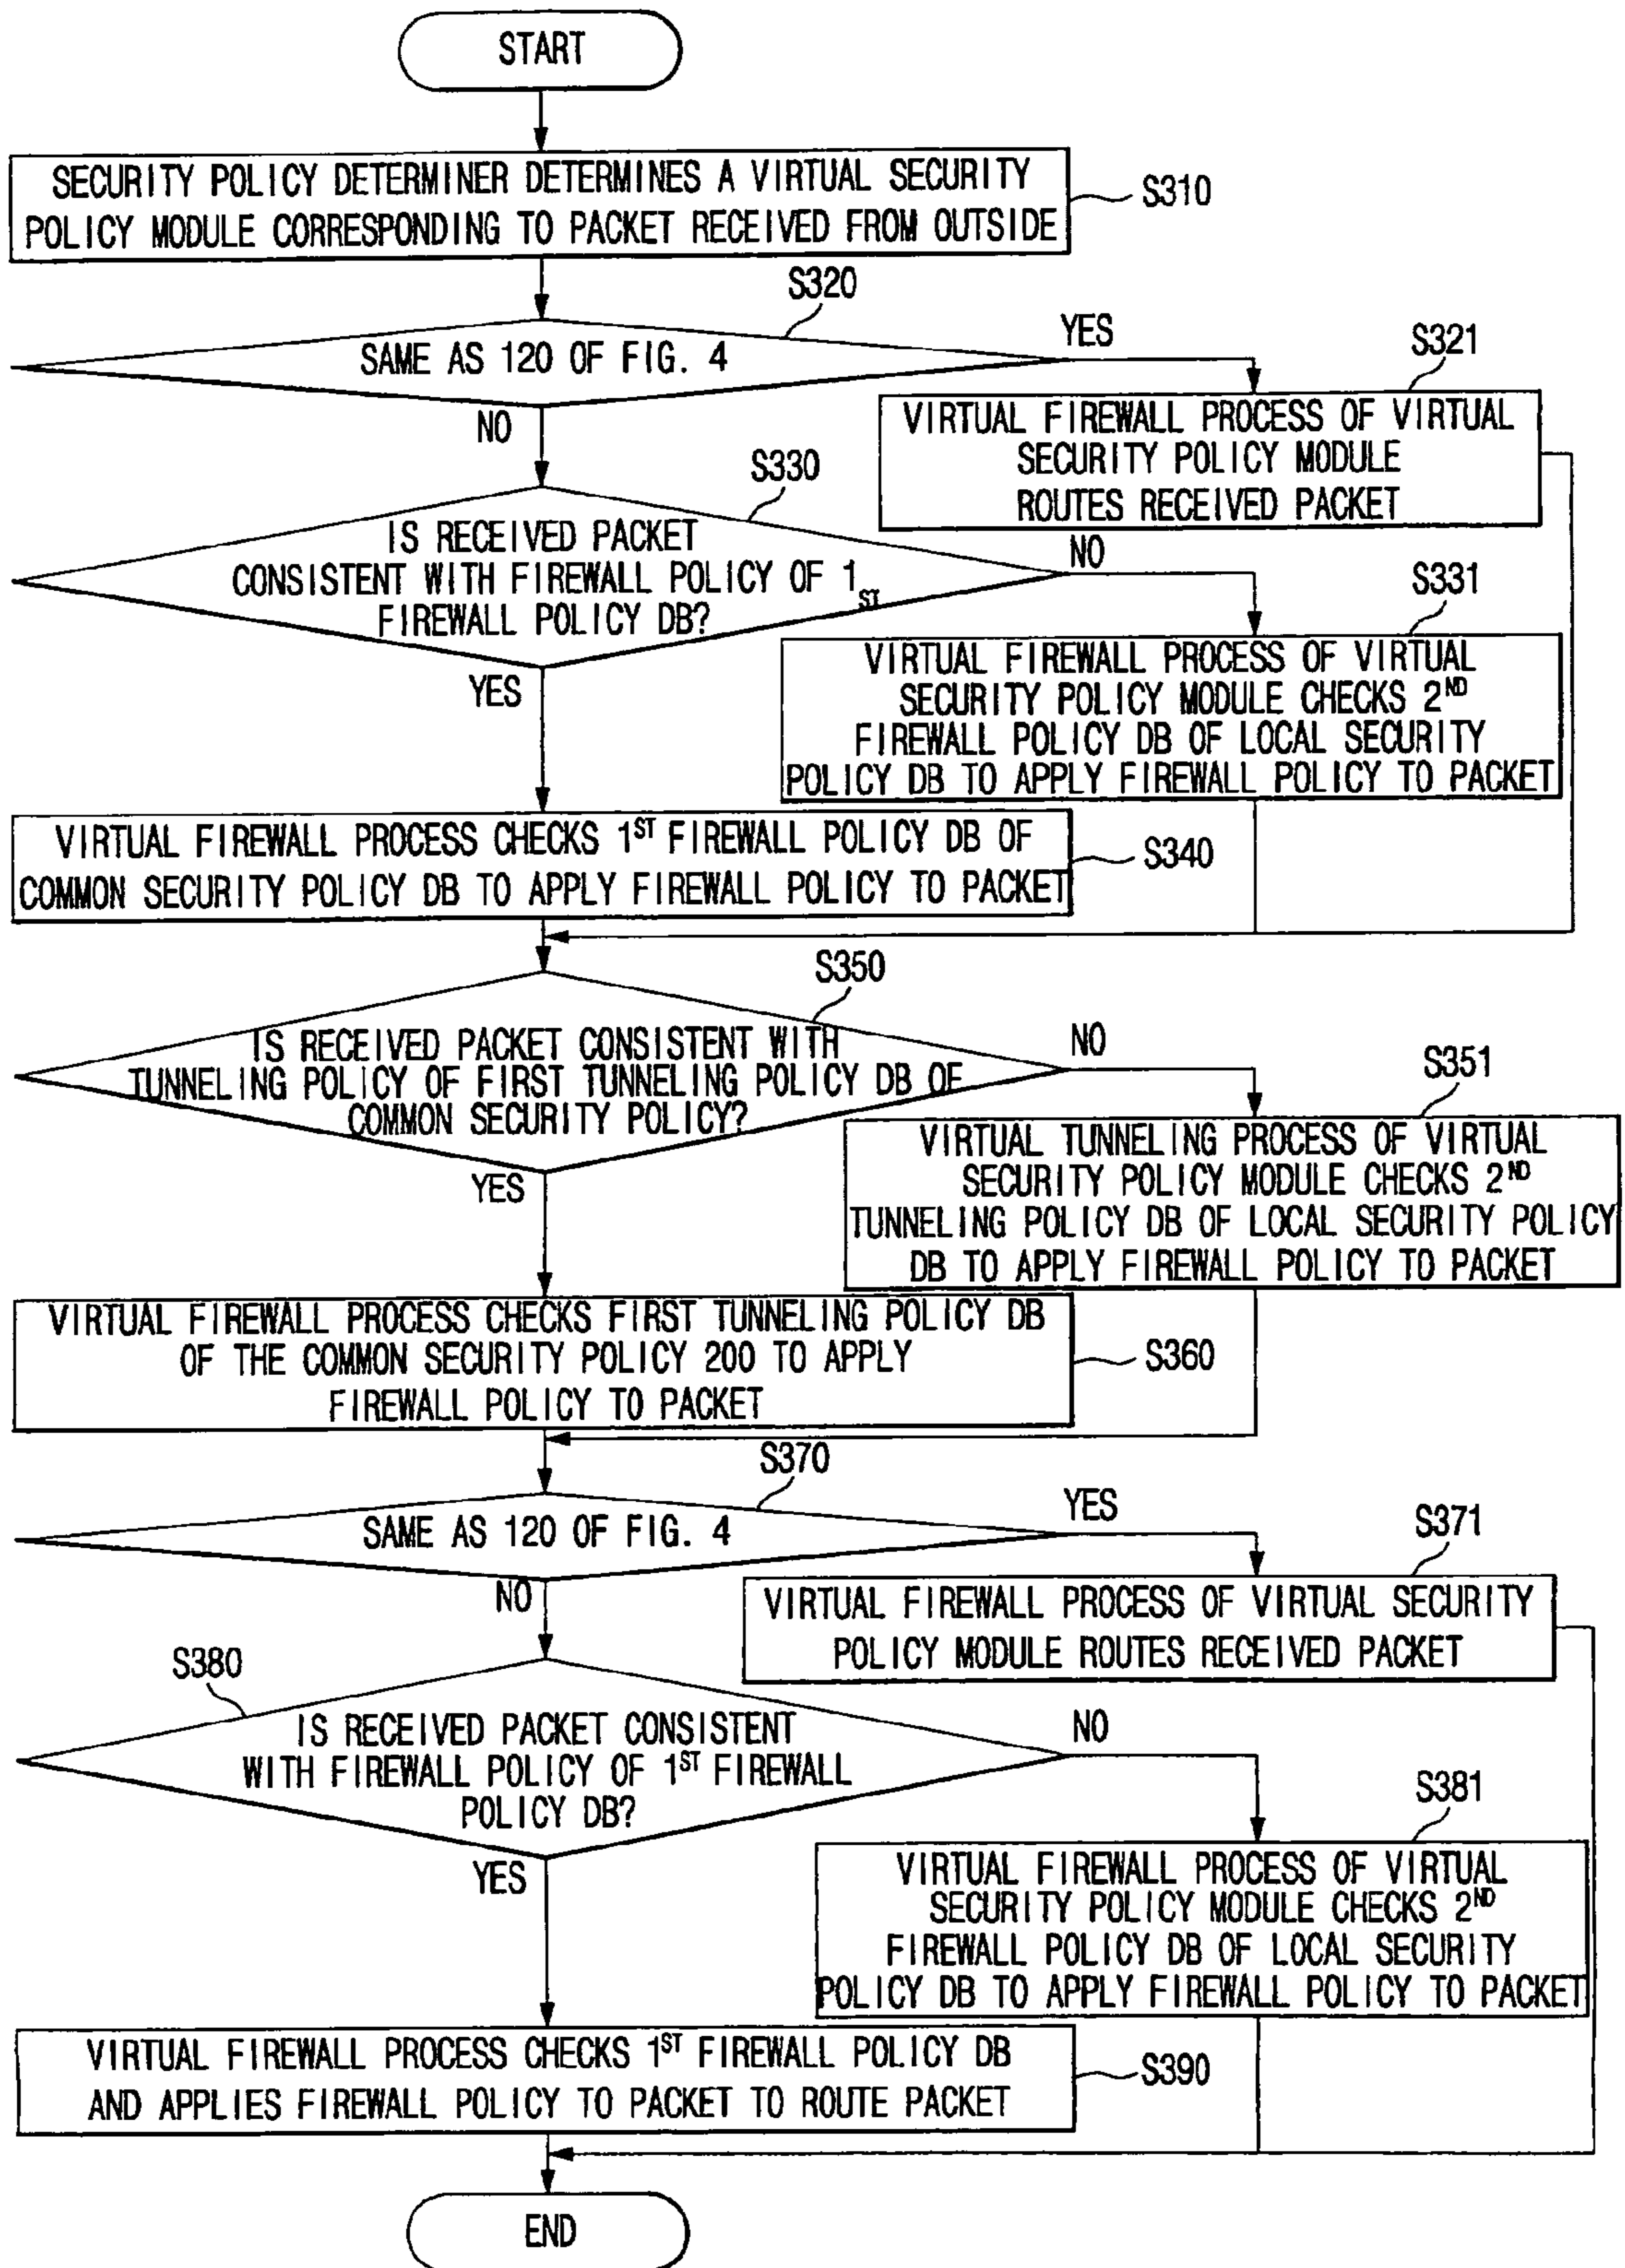 START
SECURITY POLICY DETERMINER DETERMINES A VIRTUAL SECURITY
POLICY MODULE CORRESPONDING TO PACKET RECEIVED FROM OUTSIDE
S310
S320
SAME AS 120 OF FIG. 4
YES
NO
S321
VIRTUAL FIREWALL PROCESS OF VIRTUAL
SECURITY POLICY MODULE
ROUTES RECEIVED PACKET
S330
IS RECEIVED PACKET
CONSISTENT WITH FIREWALL POLICY OF 1ST
FIREWALL POLICY DB?
NO
YES
S331
VIRTUAL FIREWALL PROCESS OF VIRTUAL
SECURITY POLICY MODULE CHECKS 2ND
FIREWALL POLICY DB OF LOCAL SECURITY
POLICY DB TO APPLY FIREWALL POLICY TO PACKET
VIRTUAL FIREWALL PROCESS CHECKS 1ST FIREWALL POLICY DB OF
COMMON SECURITY POLICY DB TO APPLY FIREWALL POLICY TO PACKET
S340
S350
IS RECEIVED PACKET CONSISTENT WITH
TUNNELING POLICY OF FIRST TUNNELING POLICY DB OF
COMMON SECURITY POLICY?
NO
YES
S351
VIRTUAL TUNNELING PROCESS OF VIRTUAL
SECURITY POLICY MODULE CHECKS 2ND
TUNNELING POLICY DB OF LOCAL SECURITY POLICY
DB TO APPLY FIREWALL POLICY TO PACKET
VIRTUAL FIREWALL PROCESS CHECKS FIRST TUNNELING POLICY DB
OF THE COMMON SECURITY POLICY 200 TO APPLY
FIREWALL POLICY TO PACKET
S360
S370
SAME AS 120 OF FIG. 4
YES
NO
S371
VIRTUAL FIREWALL PROCESS OF VIRTUAL SECURITY
POLICY MODULE ROUTES RECEIVED PACKET
S380
IS RECEIVED PACKET CONSISTENT
WITH FIREWALL POLICY OF 1ST FIREWALL
POLICY DB?
NO
YES
S381
VIRTUAL FIREWALL PROCESS OF VIRTUAL
SECURITY POLICY MODULE CHECKS 2ND
FIREWALL POLICY DB OF LOCAL SECURITY
POLICY DB TO APPLY FIREWALL POLICY TO PACKET
VIRTUAL FIREWALL PROCESS CHECKS 1ST FIREWALL POLICY DB
AND APPLIES FIREWALL POLICY TO PACKET TO ROUTE PACKET
S390
END